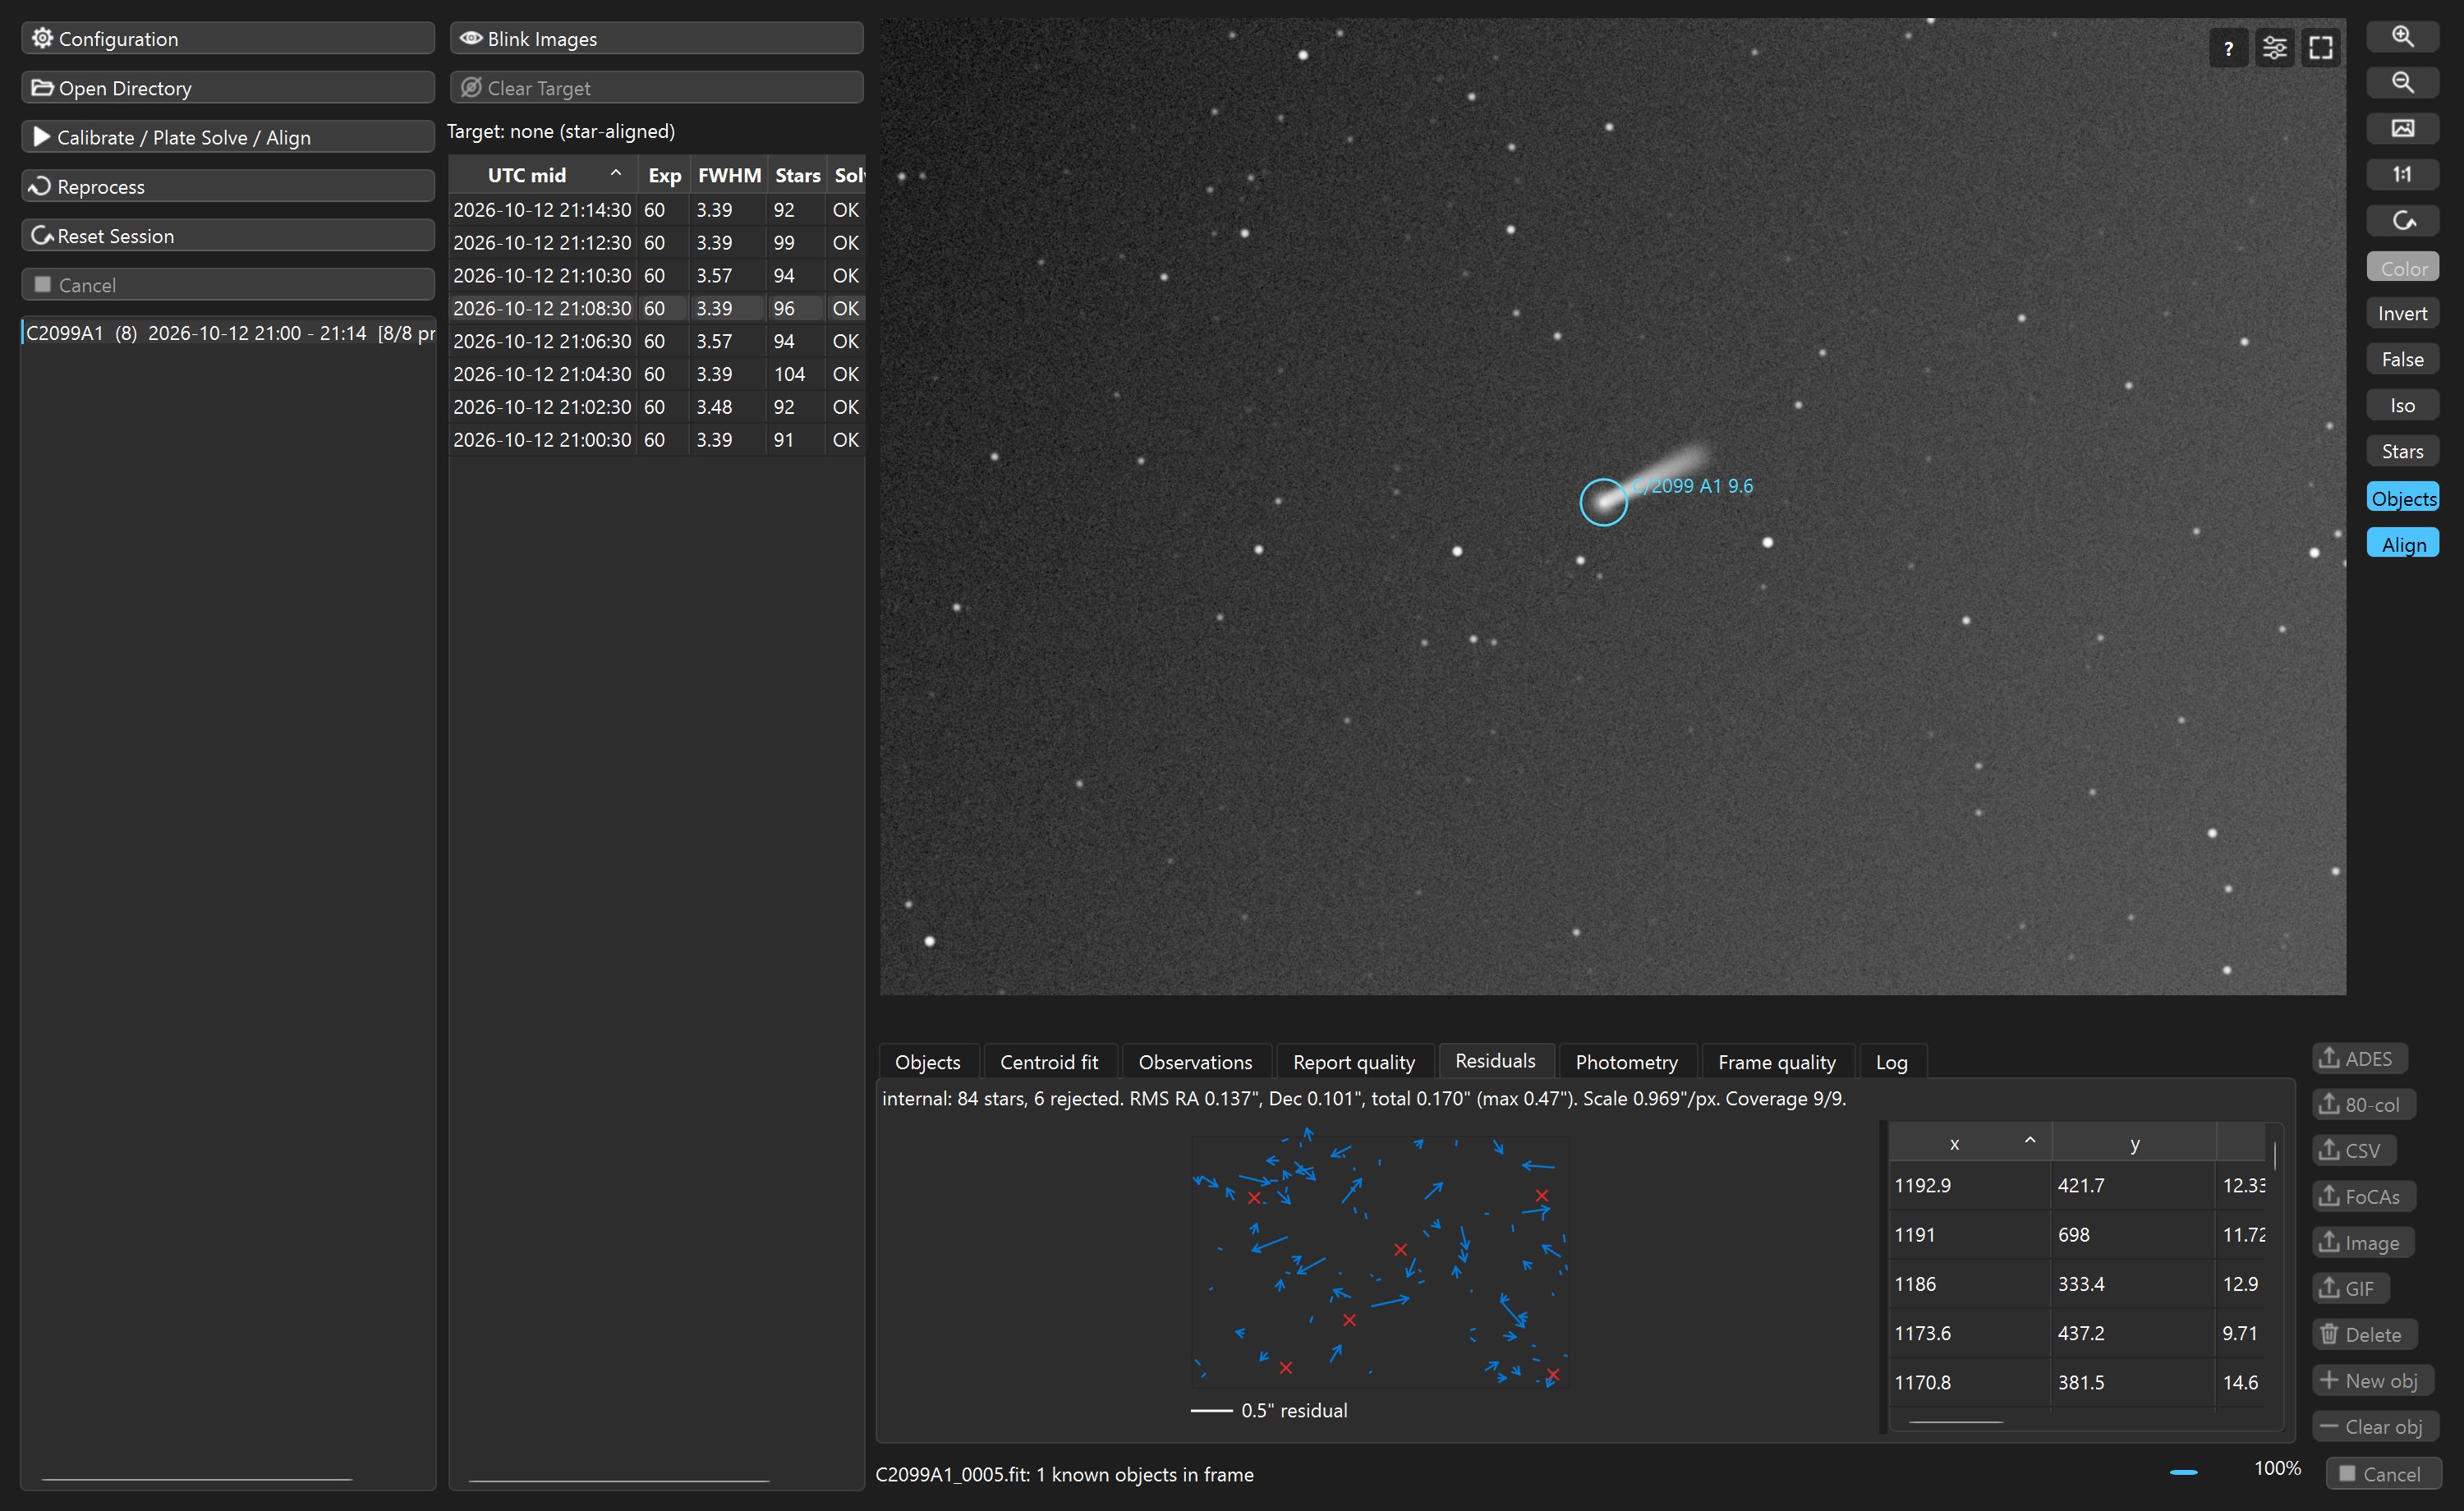 Configuration
Open Directory
Calibrate / Plate Solve / Align
Reprocess
Reset Session
Cancel
C2099A1 (8) 2026-10-12 21:00 - 21:14 [8/8 pr
Blink Images
Clear Target
Target: none (star-aligned)
UTC mid Exp FWHM Stars Solv
2026-10-12 21:14:30 60 3.39 92 OK
2026-10-12 21:12:30 60 3.39 99 OK
2026-10-12 21:10:30 60 3.57 94 OK
2026-10-12 21:08:30 60 3.39 96 OK
2026-10-12 21:06:30 60 3.57 94 OK
2026-10-12 21:04:30 60 3.39 104 OK
2026-10-12 21:02:30 60 3.48 92 OK
2026-10-12 21:00:30 60 3.39 91 OK
?
C/2099 A1 9.6
1:1
Color
Invert
False
Iso
Stars
Objects
Align
Objects Centroid fit Observations Report quality Residuals Photometry Frame quality Log
internal: 84 stars, 6 rejected. RMS RA 0.137", Dec 0.101", total 0.170" (max 0.47"). Scale 0.969"/px. Coverage 9/9.
0.5" residual
x y
1192.9 421.7 12.33
1191 698 11.72
1186 333.4 12.9
1173.6 437.2 9.71
1170.8 381.5 14.6
ADES
80-col
CSV
FoCAs
Image
GIF
Delete
New obj
Clear obj
C2099A1_0005.fit: 1 known objects in frame
100%
Cancel